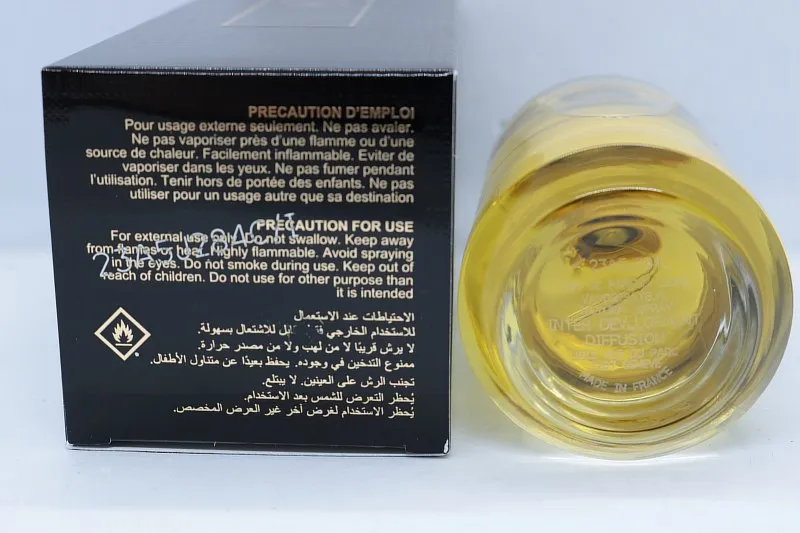 PRECAUTION D'EMPLOI
Pour usage externe seulement. Ne pas avaler.
Ne pas vaporiser près d'une flamme ou d'une
source de chaleur. Facilement inflammable. Eviter de
vaporiser dans les yeux. Ne pas fumer pendant
l'utilisation. Tenir hors de portée des enfants. Ne pas
utiliser pour un usage autre que sa destination
PRECAUTION FOR USE
For external use only do not swallow. Keep away
from flames or heat. Highly flammable. Avoid spraying
in the eyes. Do not smoke during use. Keep out of
reach of children. Do not use for other purpose than
it is intended
الاحتياطات عند الاستعمال
للاستخدام الخارجي فقط قابل للاشتعال بسهولة.
لا يرش قريبًا لا من لهب ولا من مصدر حرارة.
ممنوع التدخين في وجوده. يحفظ بعيدًا عن متناول الأطفال.
تجنب الرش على العينين. لا يبتلع.
يُحظر التعرض للشمس بعد الاستخدام.
يُحظر الاستخدام لغرض آخر غير الغرض المخصص.
INTER DEVELOPMENT
DIFFUSION
MADE IN FRANCE